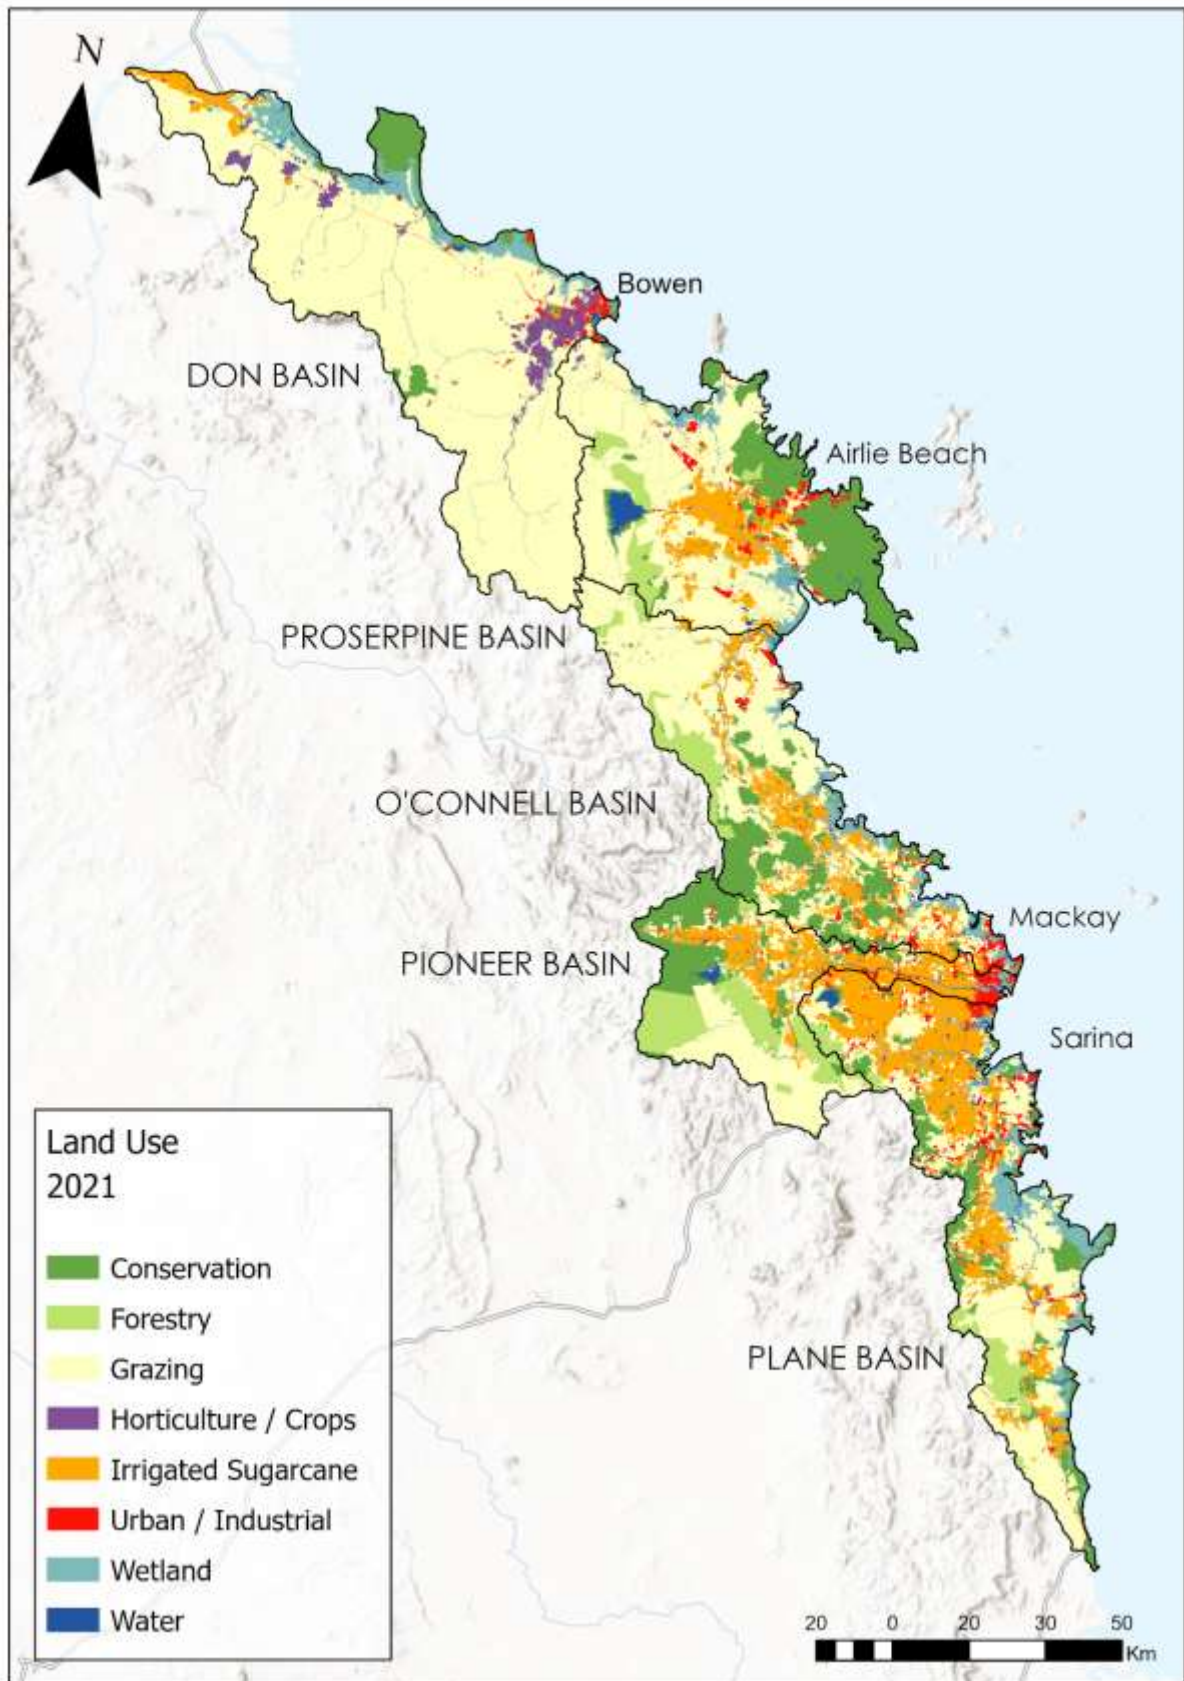 N
Bowen
DON BASIN
Airlie Beach
PROSERPINE BASIN
O'CONNELL BASIN
Mackay
PIONEER BASIN
Sarina
Land Use
2021
Conservation
Forestry
Grazing
Horticulture / Crops
Irrigated Sugarcane
Urban / Industrial
Wetland
Water
PLANE BASIN
20 0 20 30 50
Km